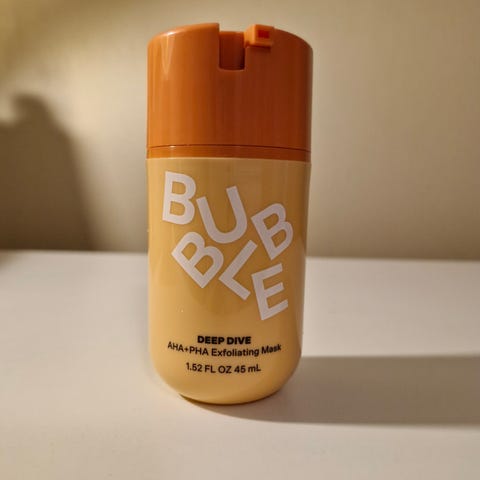 BUBBLE
DEEP DIVE
AHA+PHA Exfoliating Mask
1.52 FL OZ 45 mL